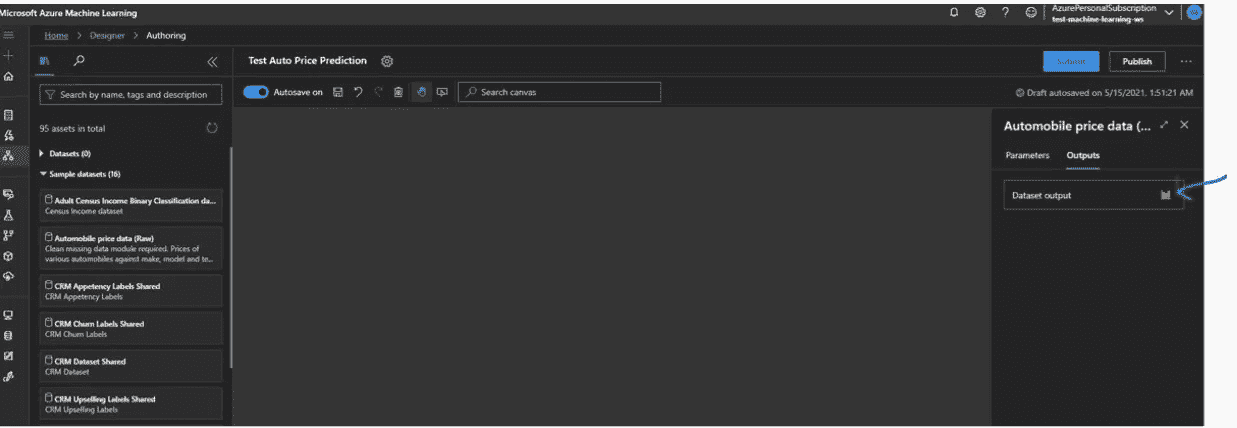 Microsoft Azure Machine Learning
AzurePersonalSubscription
test-machine-learning-ws
Home > Designer > Authoring
Test Auto Price Prediction
Submit
Publish
Search by name, tags and description
Autosave on
Search canvas
Draft autosaved on 5/15/2021, 1:51:21 AM
95 assets in total
Datasets (0)
Sample datasets (16)
Adult Census Income Binary Classification da...
Census Income dataset
Automobile price data (Raw)
Clean missing data module required. Prices of
various automobiles against make, model and te...
CRM Appetency Labels Shared
CRM Appetency Labels
CRM Churn Labels Shared
CRM Churn Labels
CRM Dataset Shared
CRM Dataset
CRM Upselling Labels Shared
CRM Upselling Labels
Automobile price data (...
Parameters
Outputs
Dataset output